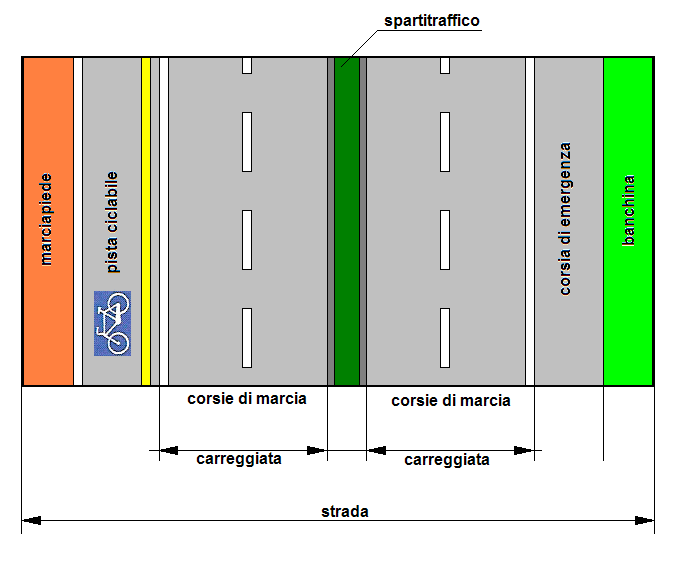 spartitraffico
marciapiede
pista ciclabile
corsia di emergenza
banchina
corsie di marcia
corsie di marcia
carreggiata
carreggiata
strada